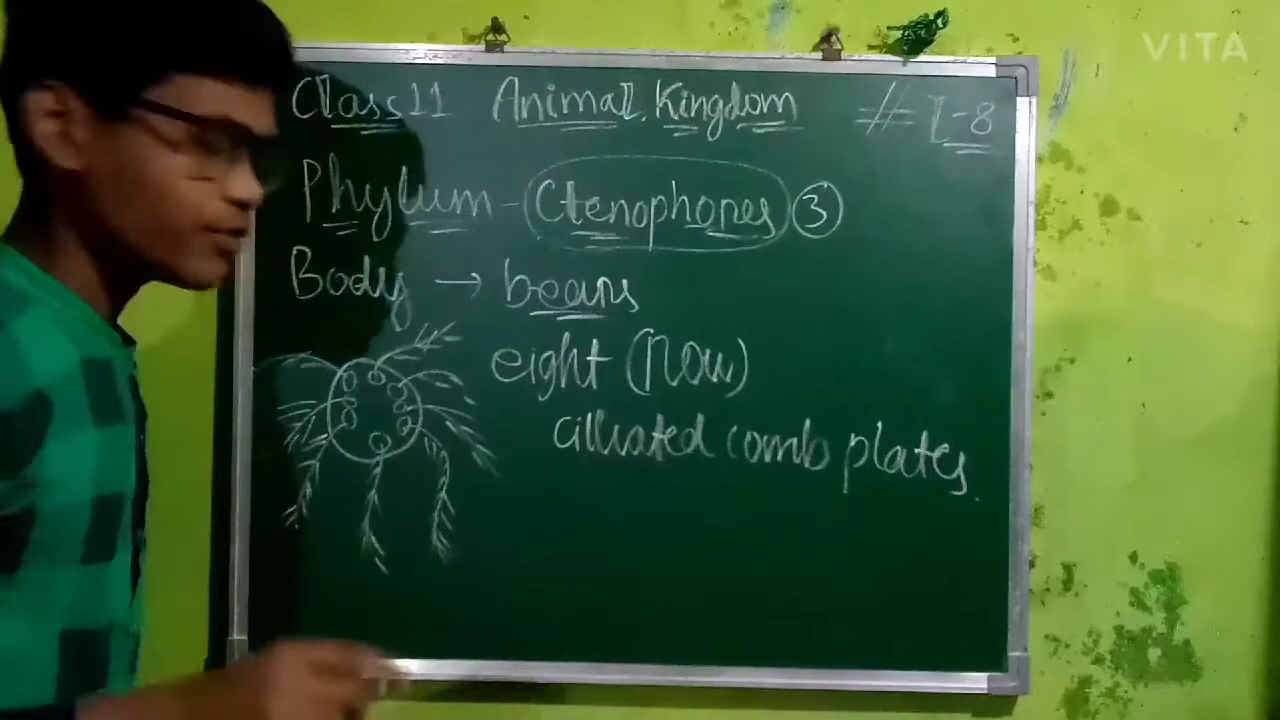 VITA
Class 11 Animal Kingdom # L-8
Phylum - Ctenophores ③
Body → bears
eight (row)
ciliated comb plates.